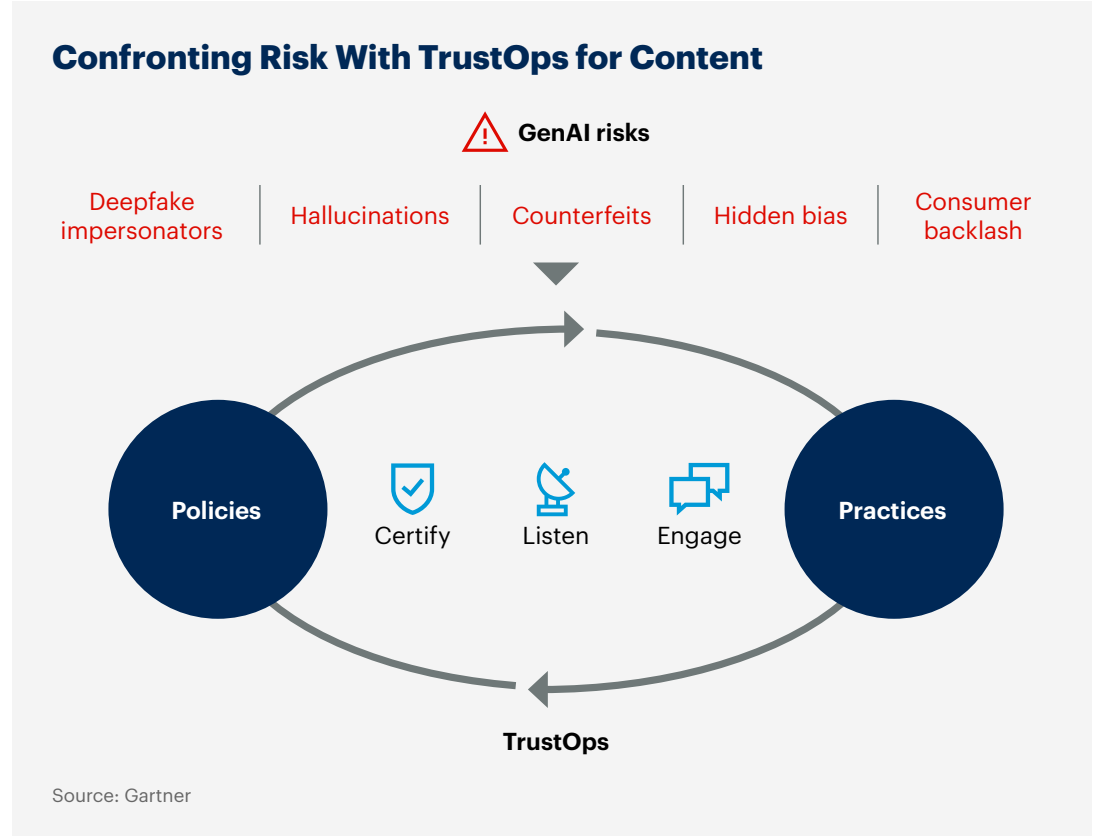 Confronting Risk With TrustOps for Content
GenAI risks
Deepfake
impersonators
Hallucinations
Counterfeits
Hidden bias
Consumer
backlash
Policies
Certify
Listen
Engage
Practices
TrustOps
Source: Gartner